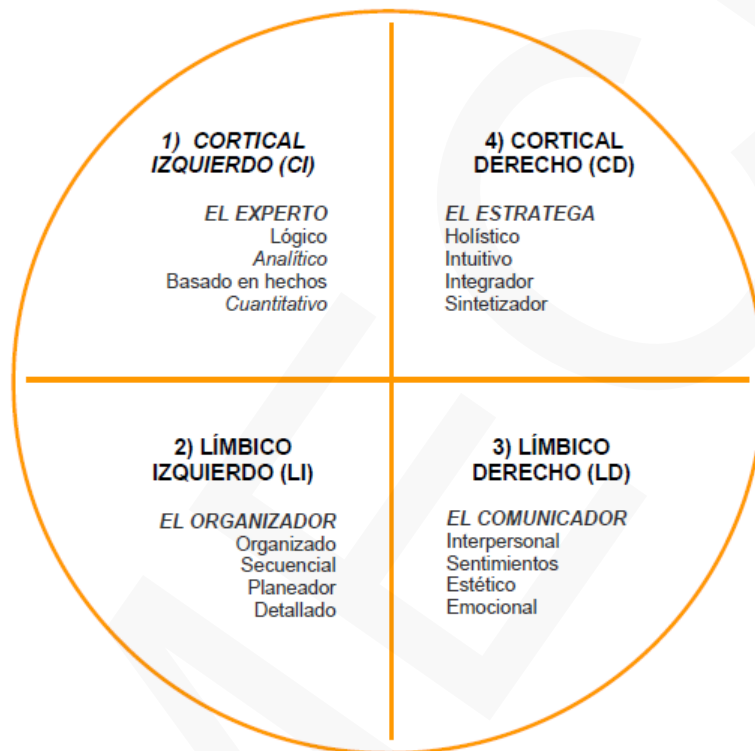 1) CORTICAL
IZQUIERDO (CI)
EL EXPERTO
Lógico
Analítico
Basado en hechos
Cuantitativo
4) CORTICAL
DERECHO (CD)
EL ESTRATEGA
Holístico
Intuitivo
Integrador
Sintetizador
2) LÍMBICO
IZQUIERDO (LI)
EL ORGANIZADOR
Organizado
Secuencial
Planeador
Detallado
3) LÍMBICO
DERECHO (LD)
EL COMUNICADOR
Interpersonal
Sentimientos
Estético
Emocional